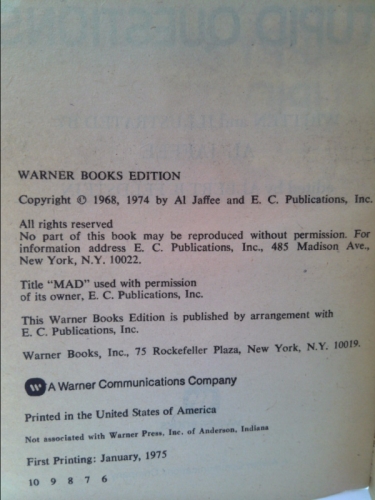 TUPID QUESTIONS
WARNER BOOKS EDITION
Copyright © 1968, 1974 by Al Jaffee and E. C. Publications, Inc.
All rights reserved
No part of this book may be reproduced without permission. For
information address E. C. Publications, Inc., 485 Madison Ave.,
New York, N.Y. 10022.
Title “MAD” used with permission
of its owner, E. C. Publications, Inc.
This Warner Books Edition is published by arrangement with
E. C. Publications, Inc.
Warner Books, Inc., 75 Rockefeller Plaza, New York, N.Y. 10019.
A Warner Communications Company
Printed in the United States of America
Not associated with Warner Press, Inc. of Anderson, Indiana
First Printing: January, 1975
10 9 8 7 6